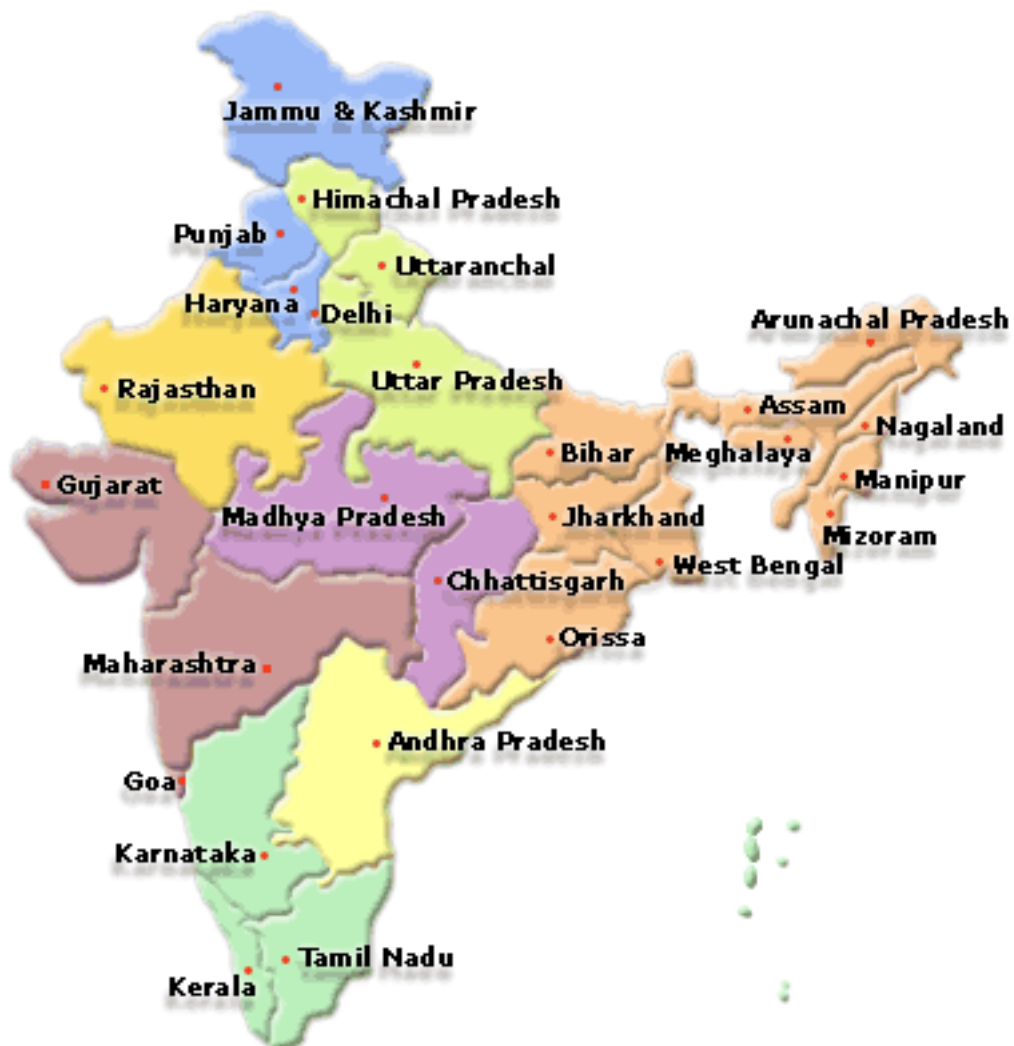 Jammu & Kashmir
Himachal Pradesh
Punjab
Uttaranchal
Haryana
Delhi
Arunachal Pradesh
Uttar Pradesh
Rajasthan
Assam
Nagaland
Bihar
Meghalaya
Manipur
Gujarat
Madhya Pradesh
Jharkhand
Mizoram
West Bengal
Chhattisgarh
Orissa
Maharashtra
Andhra Pradesh
Goa
Karnataka
Tamil Nadu
Kerala